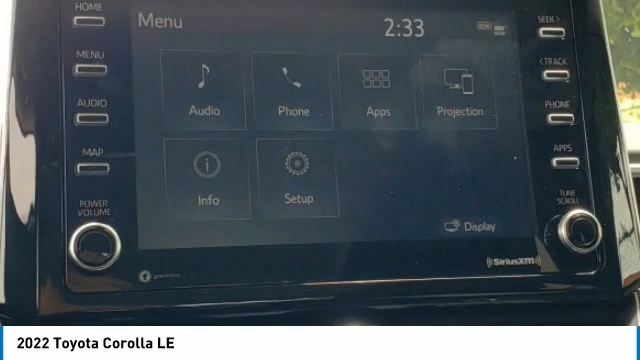 HOME
Menu
2:33
SEEK>
MENU
<TRACK
Audio
Phone
Apps
Projection
AUDIO
PHONE
MAP
APPS
Info
Setup
POWER
VOLUME
TUNE
SCROLL
Display
SiriusXM
2022 Toyota Corolla LE